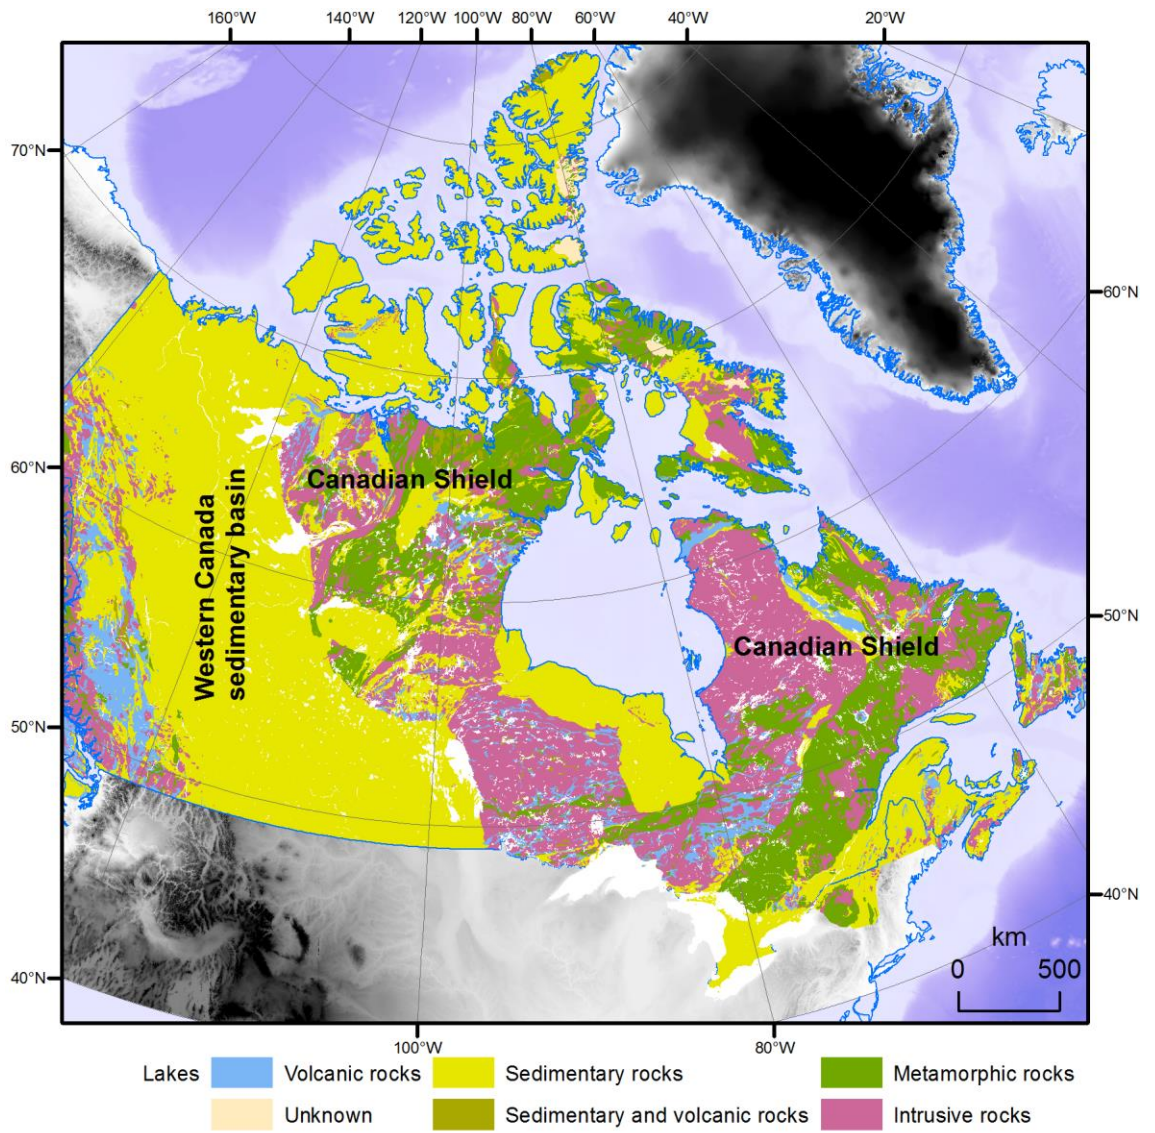 160°W 140°W 120°W 100°W 80°W 60°W 40°W 20°W
70°N
60°N
60°N
Canadian Shield
Western Canada
sedimentary basin
50°N
Canadian Shield
50°N
40°N
km
0 500
40°N
100°W 80°W
Lakes Volcanic rocks Sedimentary rocks Metamorphic rocks
Unknown Sedimentary and volcanic rocks Intrusive rocks